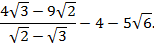 (4√3 − 9√2)/(√2 − √3) − 4 − 5√6.